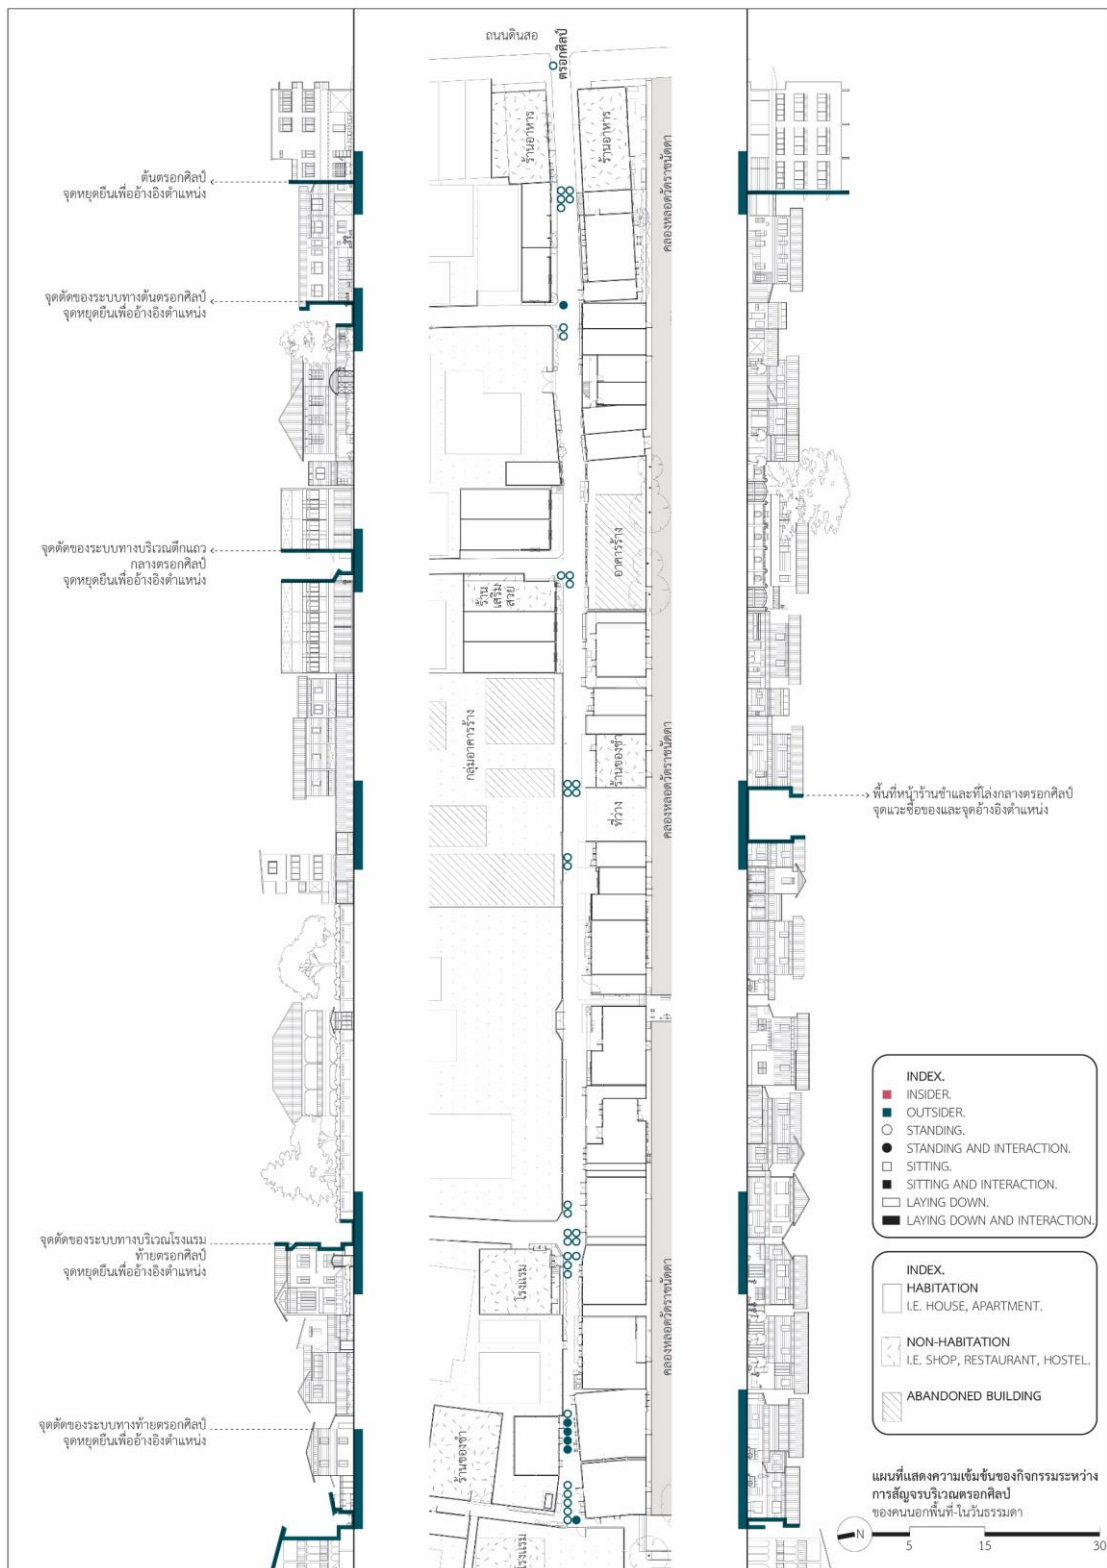 ถนนดินสอ
ตรอกศิลป์
ร้านอาหาร
ร้านอาหาร
คลองหลอดวัดราชนัดดา
ต้นตรอกศิลป์
จุดหยุดยืนเพื่ออ้างอิงตำแหน่ง
จุดตัดของระบบทางต้นตรอกศิลป์
จุดหยุดยืนเพื่ออ้างอิงตำแหน่ง
จุดตัดของระบบทางบริเวณตึกแถว
กลางตรอกศิลป์
จุดหยุดยืนเพื่ออ้างอิงตำแหน่ง
อาคารร้าง
ร้าน
เสริม
สวย
กลุ่มอาคารร้าง
ร้านของชำ
ที่ว่าง
คลองหลอดวัดราชนัดดา
พื้นที่หน้าร้านชำและที่โล่งกลางตรอกศิลป์
จุดแวะซื้อของและจุดอ้างอิงตำแหน่ง
จุดตัดของระบบทางบริเวณโรงแรม
ท้ายตรอกศิลป์
จุดหยุดยืนเพื่ออ้างอิงตำแหน่ง
โรงแรม
คลองหลอดวัดราชนัดดา
จุดตัดของระบบทางท้ายตรอกศิลป์
จุดหยุดยืนเพื่ออ้างอิงตำแหน่ง
ร้านของชำ
โรงแรม
INDEX.
INSIDER.
OUTSIDER.
STANDING.
STANDING AND INTERACTION.
SITTING.
SITTING AND INTERACTION.
LAYING DOWN.
LAYING DOWN AND INTERACTION.
INDEX.
HABITATION
I.E. HOUSE, APARTMENT.
NON-HABITATION
I.E. SHOP, RESTAURANT, HOSTEL.
ABANDONED BUILDING
แผนที่แสดงความเข้มข้นของกิจกรรมระหว่าง
การสัญจรบริเวณตรอกศิลป์
ของคนนอกพื้นที่-ในวันธรรมดา
N
5 15 30